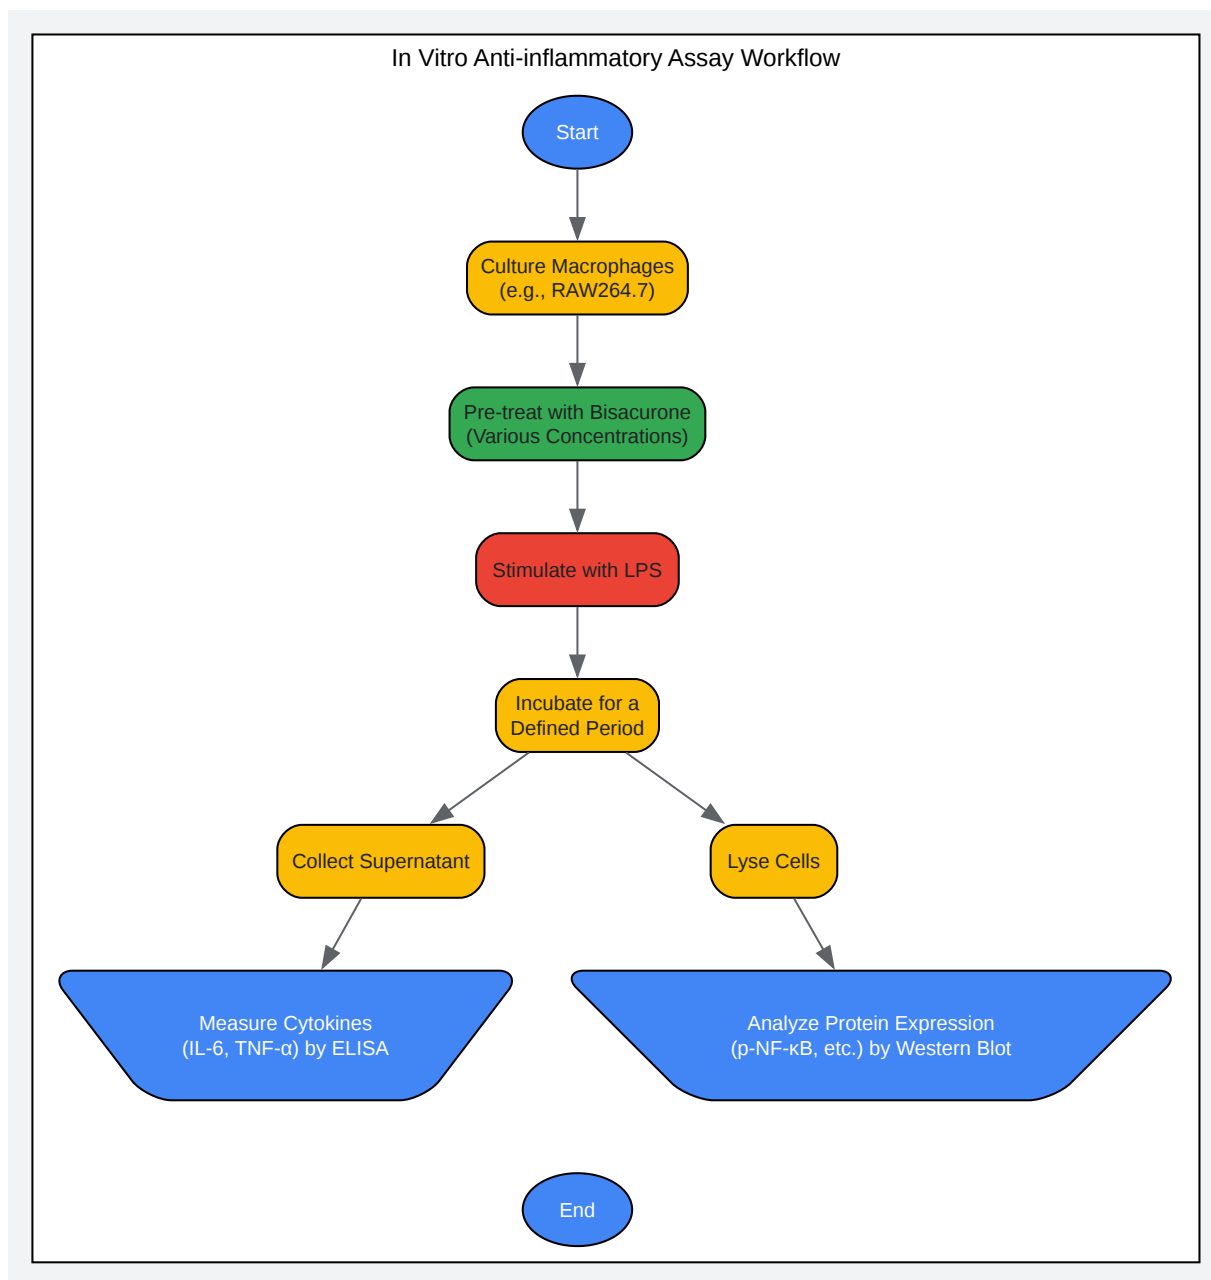 In Vitro Anti-inflammatory Assay Workflow
Start
Culture Macrophages
(e.g., RAW264.7)
Pre-treat with Bisacurone
(Various Concentrations)
Stimulate with LPS
Incubate for a
Defined Period
Collect Supernatant
Lyse Cells
Measure Cytokines
(IL-6, TNF-α) by ELISA
Analyze Protein Expression
(p-NF-κB, etc.) by Western Blot
End